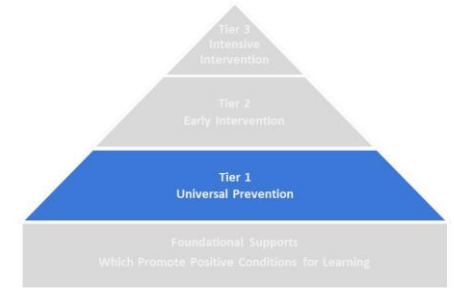 Tier 3
Intensive
Intervention
Tier 2
Early Intervention
Tier 1
Universal Prevention
Foundational Supports
Which Promote Positive Conditions for Learning